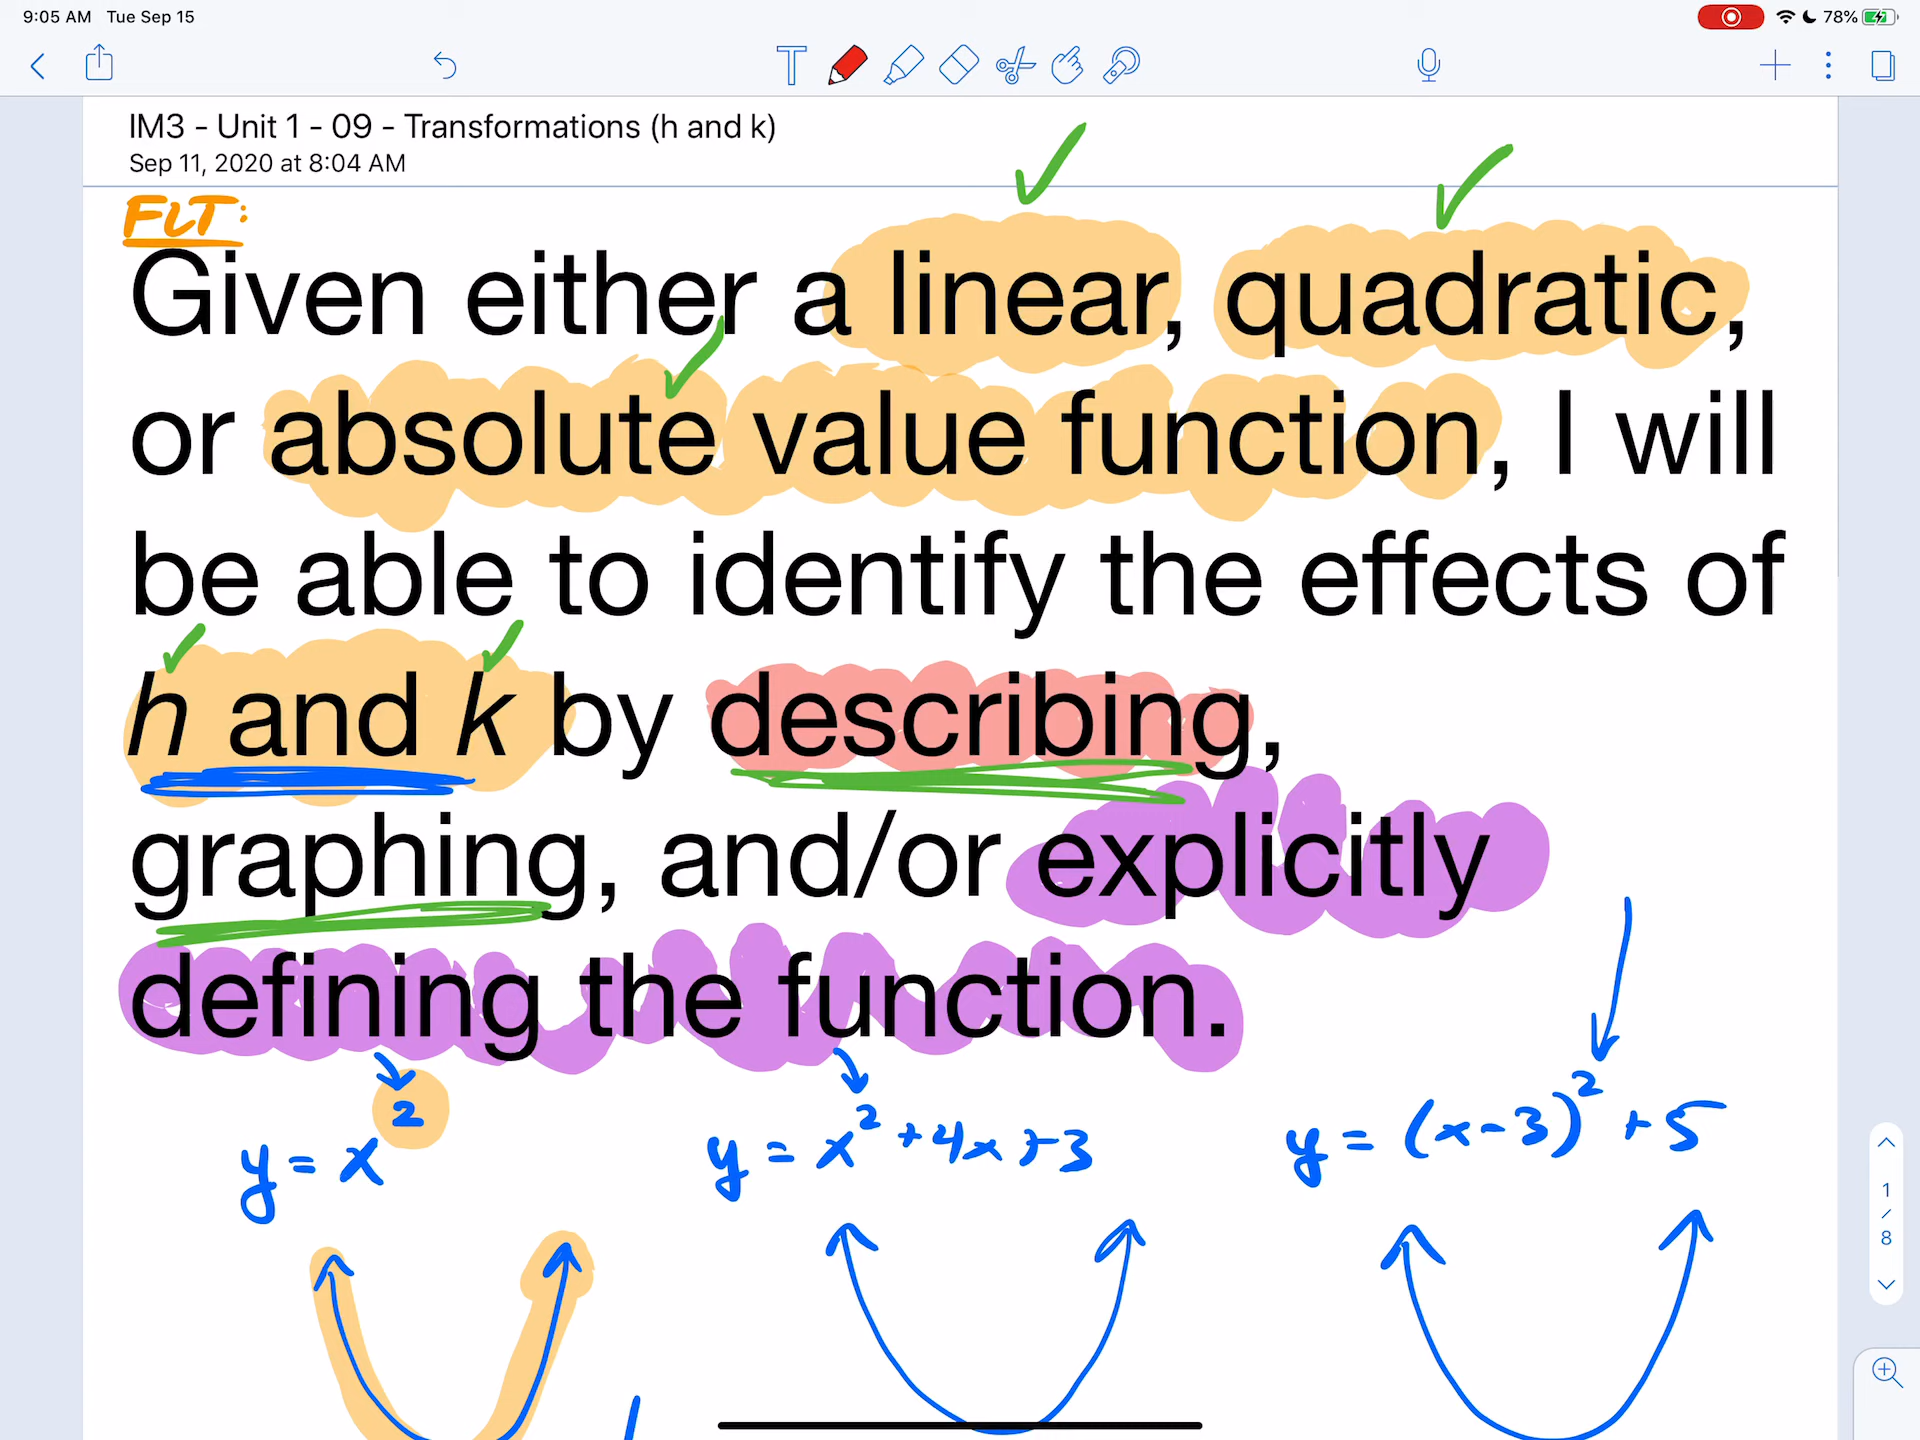 9:05 AM Tue Sep 15
78%
IM3 - Unit 1 - 09 - Transformations (h and k)
Sep 11, 2020 at 8:04 AM
FLT:
Given either a linear, quadratic,
or absolute value function, I will
be able to identify the effects of
h and k by describing,
graphing, and/or explicitly
defining the function.
y = x²
y = x² + 4x + 3
y = (x-3)² + 5
1
/
8